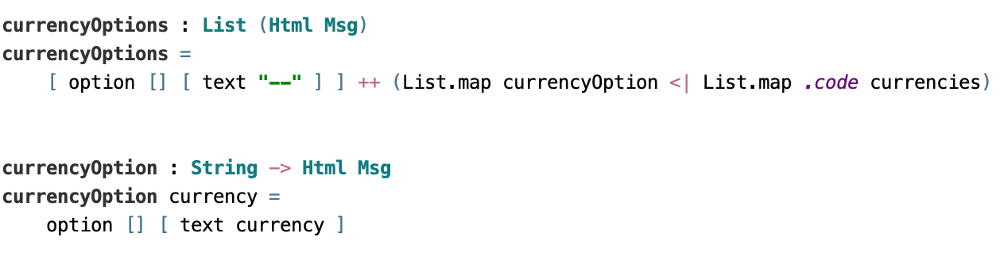 currencyOptions : List (Html Msg)
currencyOptions =
    [ option [] [ text "--" ] ] ++ (List.map currencyOption <| List.map .code currencies)
currencyOption : String -> Html Msg
currencyOption currency =
    option [] [ text currency ]